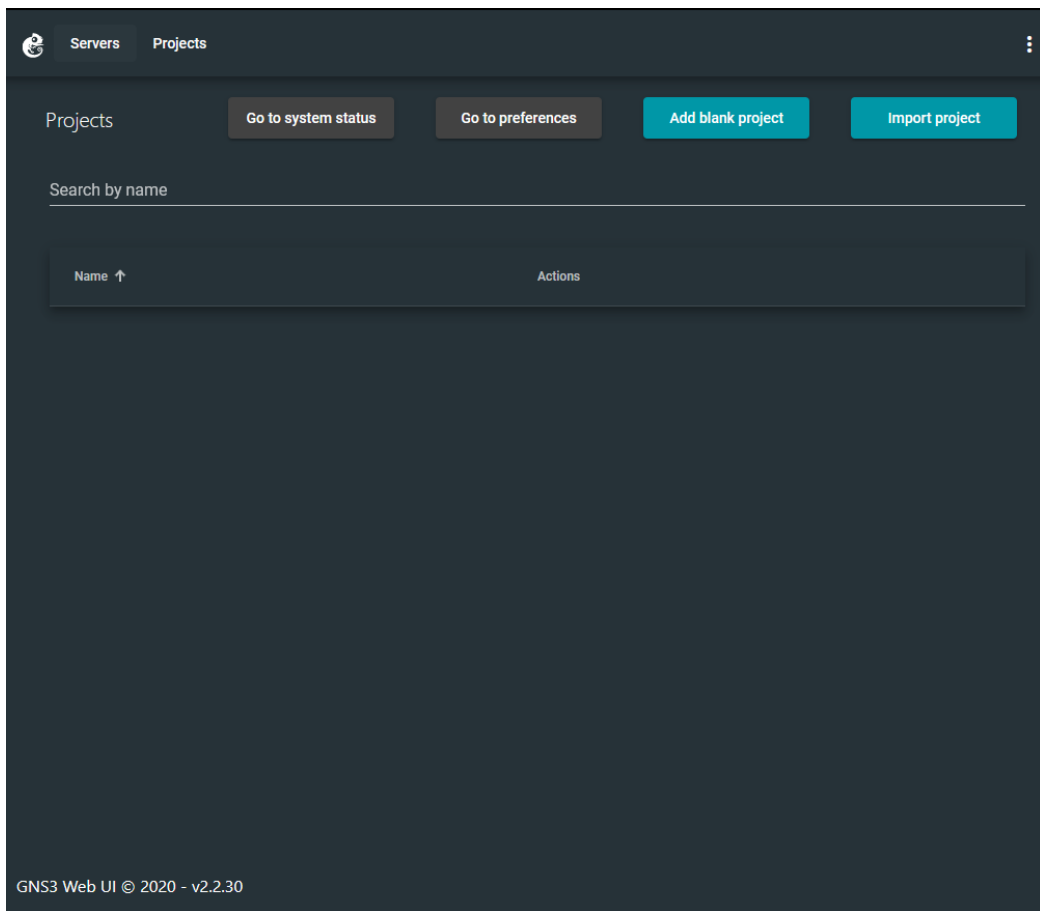 Servers Projects
Projects Go to system status Go to preferences Add blank project Import project
Search by name
Name Actions
GNS3 Web UI © 2020 - v2.2.30